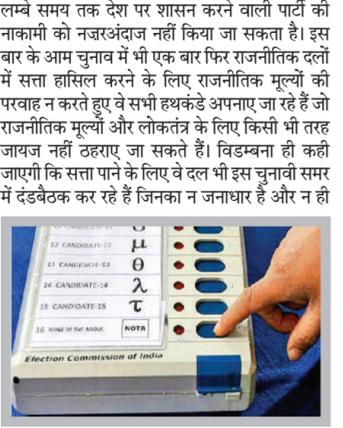 लम्बे समय तक देश पर शासन करने वाली पार्टी की
नाकामी को नजरअंदाज नहीं किया जा सकता है। इस
बार के आम चुनाव में भी एक बार फिर राजनीतिक दलों
में सत्ता हासिल करने के लिए राजनीतिक मूल्यों की
परवाह न करते हुए वे सभी हथकंडे अपनाए जा रहे हैं जो
राजनीतिक मूल्यों और लोकतंत्र के लिए किसी भी तरह
जायज नहीं ठहराए जा सकते हैं। विडम्बना ही कही
जाएगी कि सत्ता पाने के लिए वे दल भी इस चुनावी समर
में दंडबैठक कर रहे हैं जिनका न जनाधार है और न ही
12 CANDIDATE-12 μ
13 CANDIDATE-13 θ
14 CANDIDATE-14 λ
15 CANDIDATE-15 τ
16 NONE OF THE ABOVE NOTA
Election Commission of India